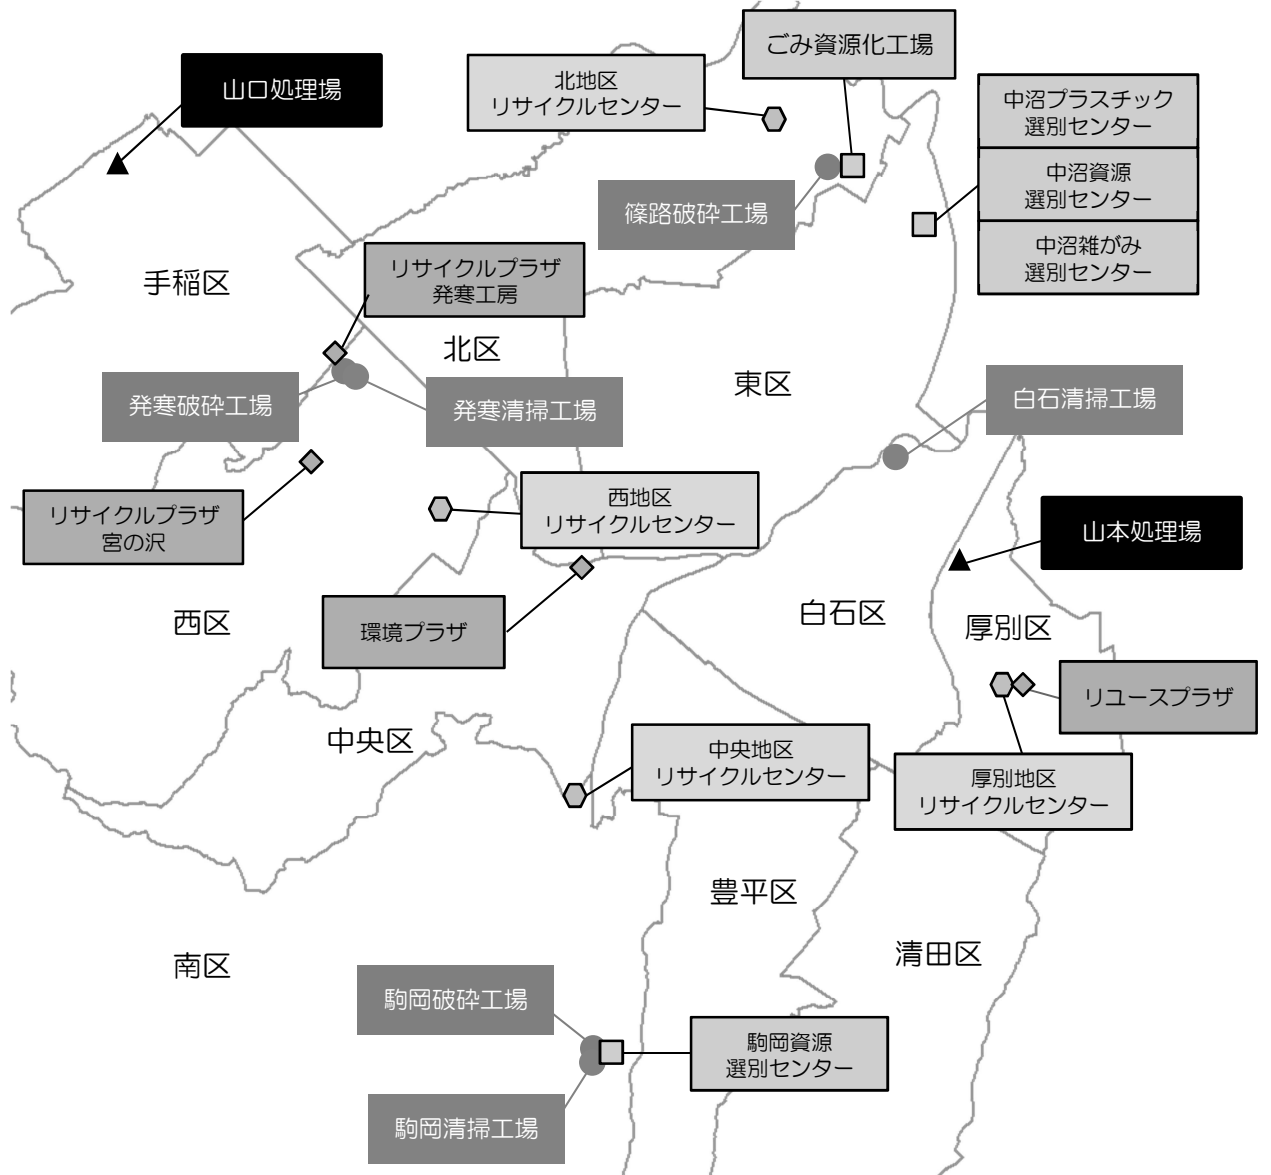 ごみ資源化工場
北地区
リサイクルセンター
山口処理場
中沼プラスチック
選別センター
中沼資源
選別センター
中沼雑がみ
選別センター
篠路破砕工場
手稲区
リサイクルプラザ
発寒工房
北区
東区
発寒破砕工場
発寒清掃工場
白石清掃工場
リサイクルプラザ
宮の沢
西地区
リサイクルセンター
山本処理場
西区
環境プラザ
白石区
厚別区
リユースプラザ
中央区
中央地区
リサイクルセンター
厚別地区
リサイクルセンター
豊平区
南区
清田区
駒岡破砕工場
駒岡資源
選別センター
駒岡清掃工場